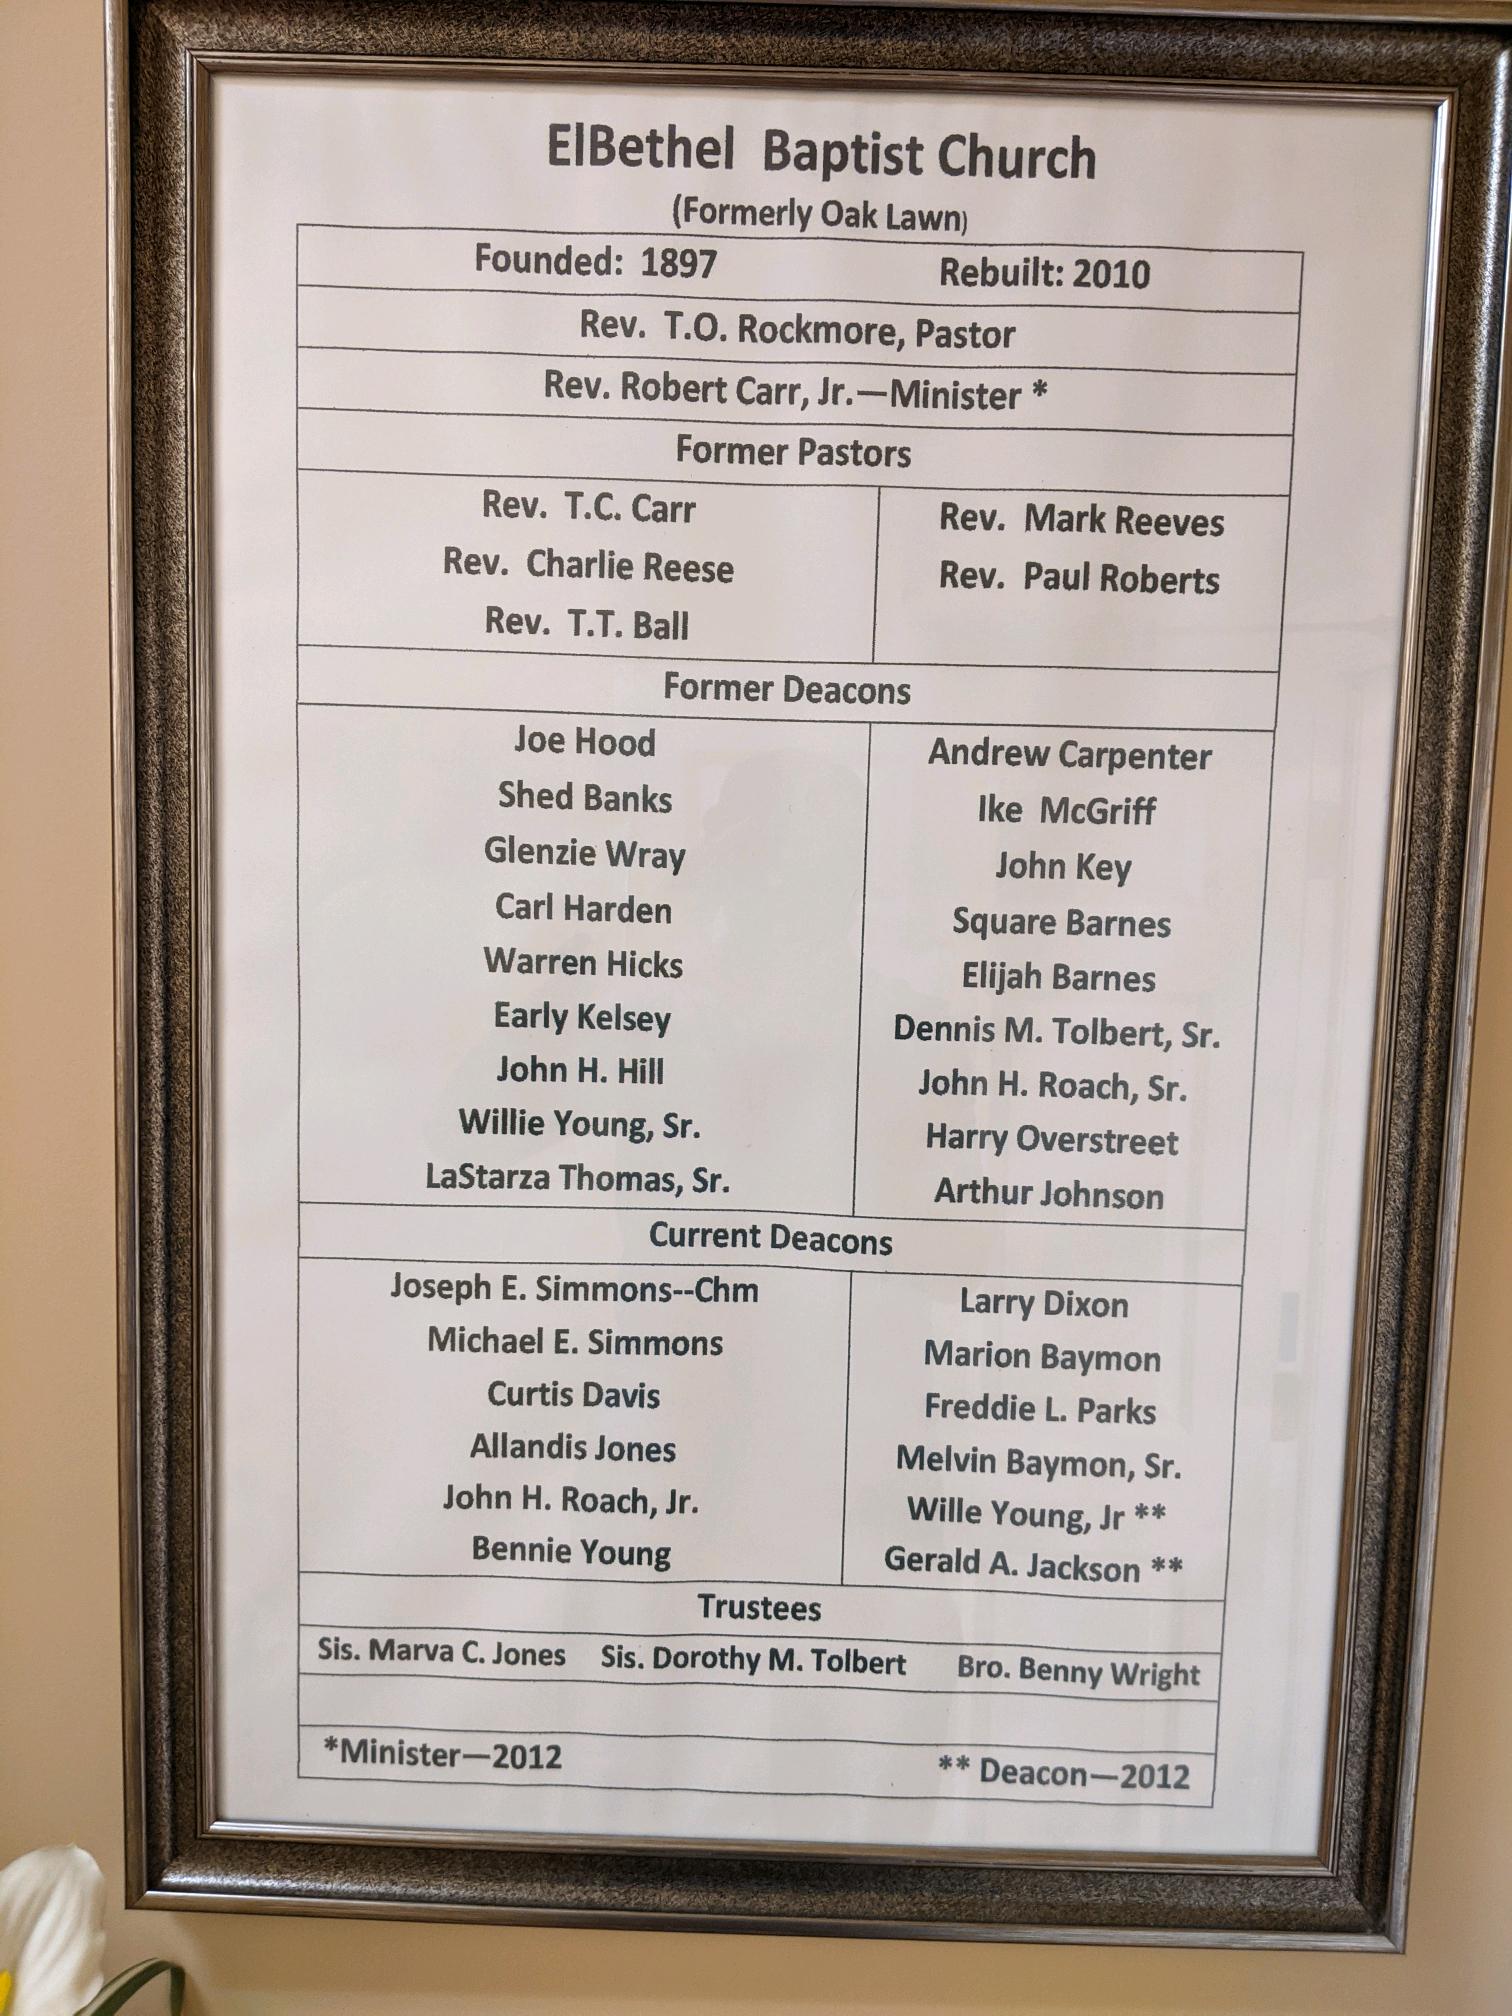 ElBethel Baptist Church
(Formerly Oak Lawn)
Founded: 1897 Rebuilt: 2010
Rev. T.O. Rockmore, Pastor
Rev. Robert Carr, Jr.—Minister *
Former Pastors
Rev. T.C. Carr
Rev. Charlie Reese
Rev. T.T. Ball
Rev. Mark Reeves
Rev. Paul Roberts
Former Deacons
Joe Hood
Shed Banks
Glenzie Wray
Carl Harden
Warren Hicks
Early Kelsey
John H. Hill
Willie Young, Sr.
LaStarza Thomas, Sr.
Andrew Carpenter
Ike McGriff
John Key
Square Barnes
Elijah Barnes
Dennis M. Tolbert, Sr.
John H. Roach, Sr.
Harry Overstreet
Arthur Johnson
Current Deacons
Joseph E. Simmons--Chm
Michael E. Simmons
Curtis Davis
Allandis Jones
John H. Roach, Jr.
Bennie Young
Larry Dixon
Marion Baymon
Freddie L. Parks
Melvin Baymon, Sr.
Wille Young, Jr **
Gerald A. Jackson **
Trustees
Sis. Marva C. Jones Sis. Dorothy M. Tolbert Bro. Benny Wright
*Minister—2012 ** Deacon—2012